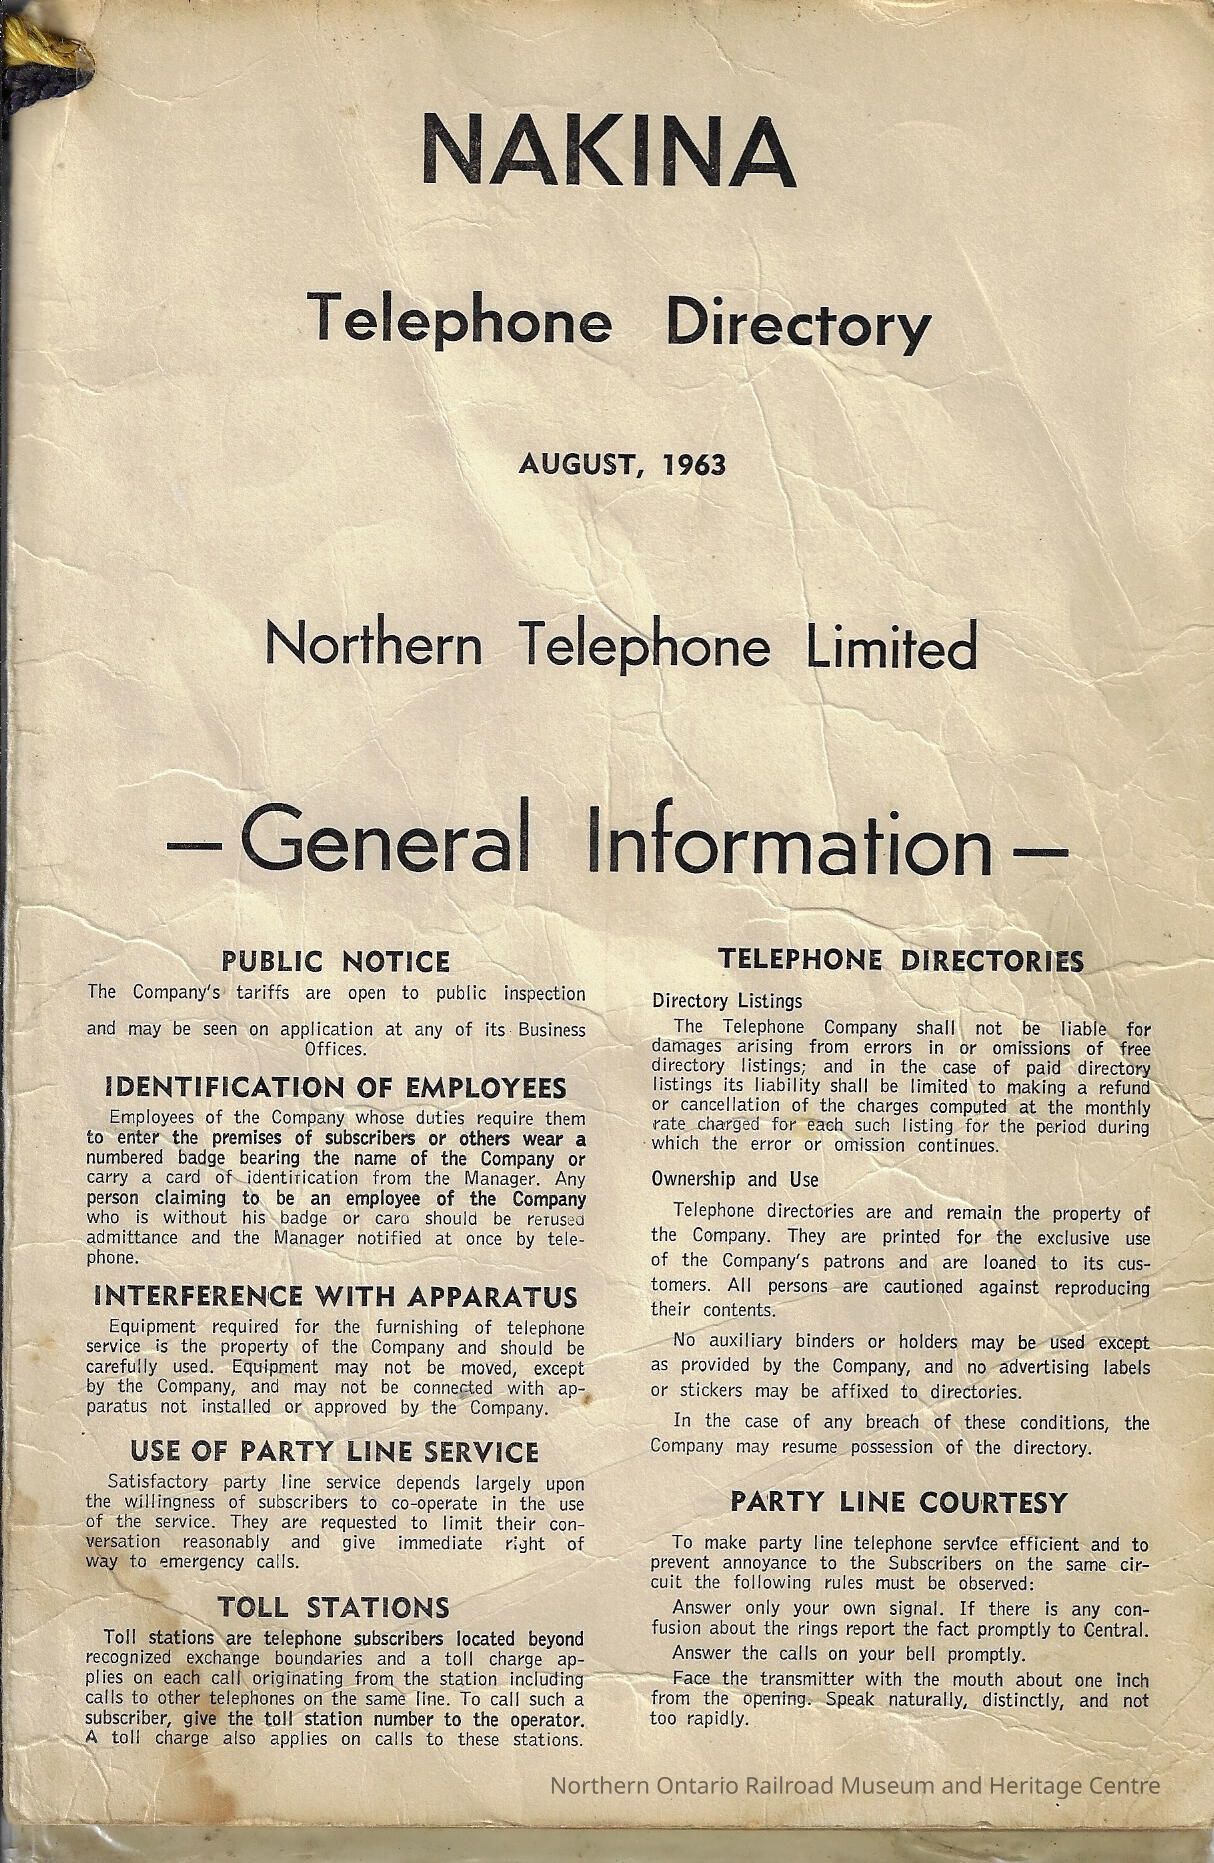 NAKINA
Telephone Directory
AUGUST, 1963
Northern Telephone Limited
— General Information —
PUBLIC NOTICE
The Company's tariffs are open to public inspection
and may be seen on application at any of its Business
Offices.
IDENTIFICATION OF EMPLOYEES
Employees of the Company whose duties require them
to enter the premises of subscribers or others wear a
numbered badge bearing the name of the Company or
carry a card of identification from the Manager. Any
person claiming to be an employee of the Company
who is without his badge or card should be refused
admittance and the Manager notified at once by tele-
phone.
INTERFERENCE WITH APPARATUS
Equipment required for the furnishing of telephone
service is the property of the Company and should be
carefully used. Equipment may not be moved, except
by the Company, and may not be connected with ap-
paratus not installed or approved by the Company.
USE OF PARTY LINE SERVICE
Satisfactory party line service depends largely upon
the willingness of subscribers to co-operate in the use
of the service. They are requested to limit their con-
versation reasonably and give immediate right of
way to emergency calls.
TOLL STATIONS
Toll stations are telephone subscribers located beyond
recognized exchange boundaries and a toll charge ap-
plies on each call originating from the station including
calls to other telephones on the same line. To call such a
subscriber, give the toll station number to the operator.
A toll charge also applies on calls to these stations.
TELEPHONE DIRECTORIES
Directory Listings
The Telephone Company shall not be liable for
damages arising from errors in or omissions of free
directory listings; and in the case of paid directory
listings its liability shall be limited to making a refund
or cancellation of the charges computed at the monthly
rate charged for each such listing for the period during
which the error or omission continues.
Ownership and Use
Telephone directories are and remain the property of
the Company. They are printed for the exclusive use
of the Company's patrons and are loaned to its cus-
tomers. All persons are cautioned against reproducing
their contents.
No auxiliary binders or holders may be used except
as provided by the Company, and no advertising labels
or stickers may be affixed to directories.
In the case of any breach of these conditions, the
Company may resume possession of the directory.
PARTY LINE COURTESY
To make party line telephone service efficient and to
prevent annoyance to the Subscribers on the same cir-
cuit the following rules must be observed:
Answer only your own signal. If there is any con-
fusion about the rings report the fact promptly to Central.
Answer the calls on your bell promptly.
Face the transmitter with the mouth about one inch
from the opening. Speak naturally, distinctly, and not
too rapidly.
Northern Ontario Railroad Museum and Heritage Centre